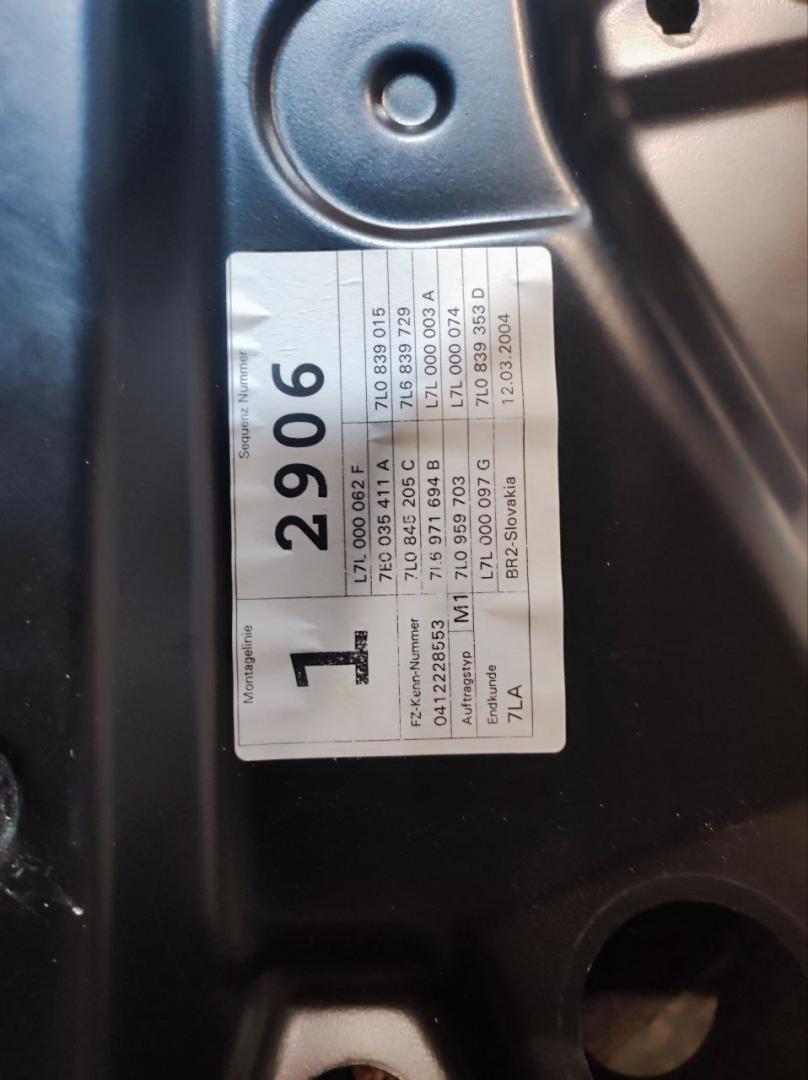 Montagelinie
1
Sequenz Nummer
2906
L7L 000 062 F
7E0 035 411 A 7L0 839 015
7L0 845 205 C 7L6 839 729
7L6 971 694 B L7L 000 003 A
7L0 959 703 L7L 000 074
L7L 000 097 G 7L0 839 353 D
BR2-Slovakia 12.03.2004
FZ-Kenn-Nummer
0412228553
Auftragstyp M1
Endkunde
7LA